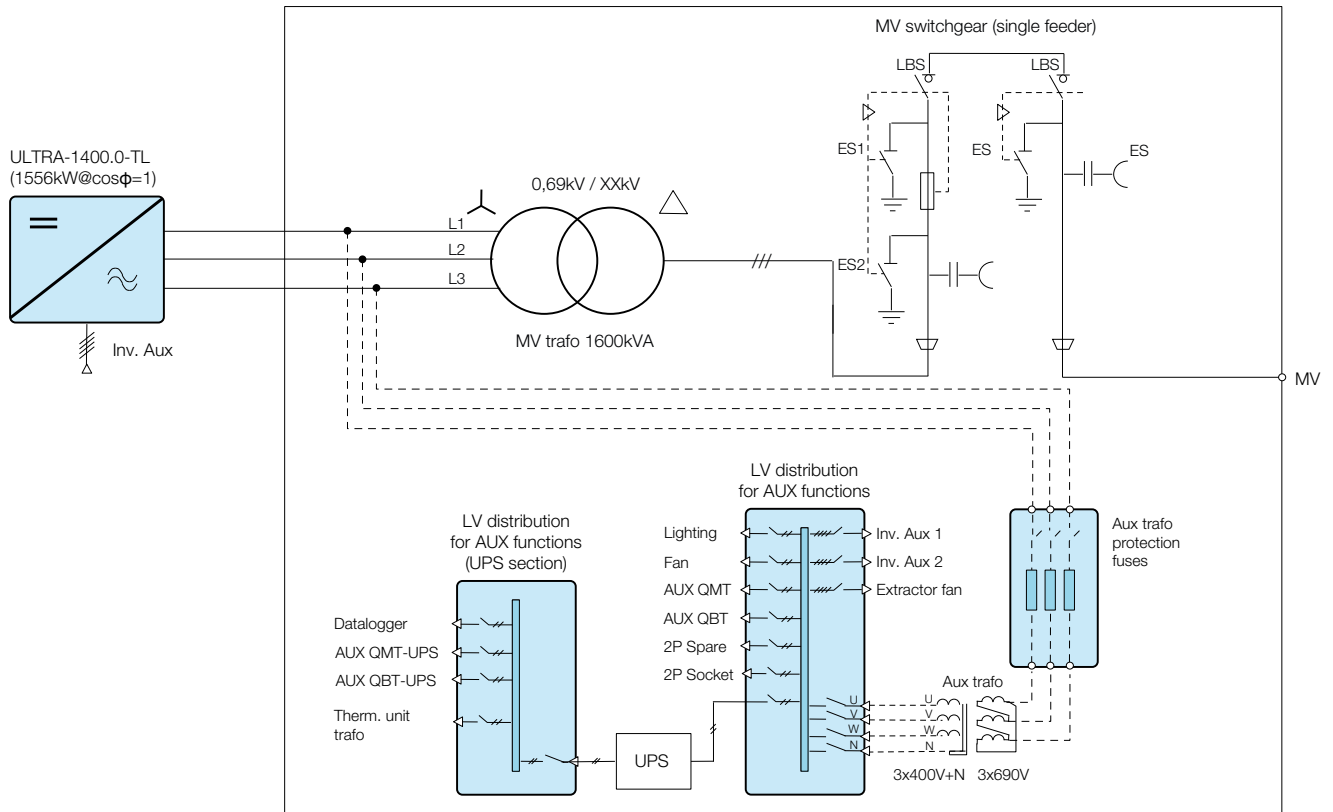 MV switchgear (single feeder)
LBS
LBS
ULTRA-1400.0-TL
(1556kW@cosϕ=1)
ES1
ES
ES
0,69kV / XXkV
L1
L2
L3
ES2
MV trafo 1600kVA
Inv. Aux
MV
LV distribution
for AUX functions
LV distribution
for AUX functions
(UPS section)
Aux trafo
protection
fuses
Lighting
Fan
AUX QMT
AUX QBT
2P Spare
2P Socket
Inv. Aux 1
Inv. Aux 2
Extractor fan
Datalogger
AUX QMT-UPS
AUX QBT-UPS
Therm. unit
trafo
UPS
U
V
W
N
Aux trafo
U
V
W
N
3x400V+N
3x690V